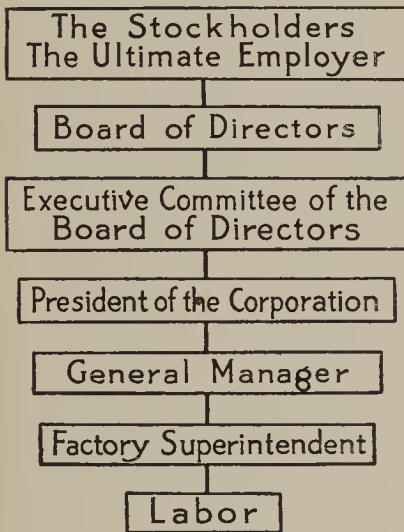 The Stockholders
The Ultimate Employer
Board of Directors
Executive Committee of the
Board of Directors
President of the Corporation
General Manager
Factory Superintendent
Labor